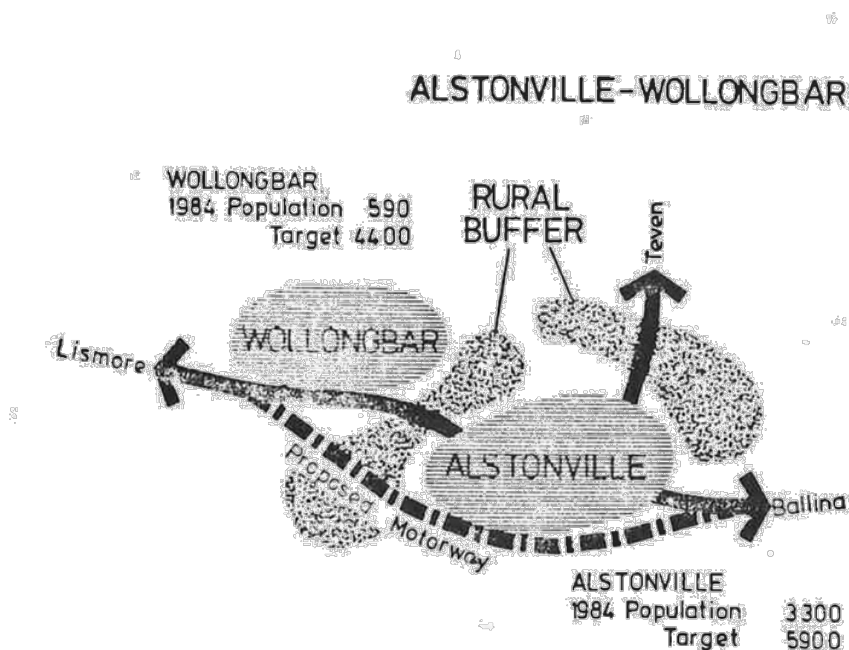 ALSTONVILLE-WOLLONGBAR
WOLLONGBAR
1984 Population 590
Target 4400
RURAL
BUFFER
Teven
WOLLONGBAR
Lismore
ALSTONVILLE
Proposed Motorway
Ballina
ALSTONVILLE
1984 Population 3300
Target 5900